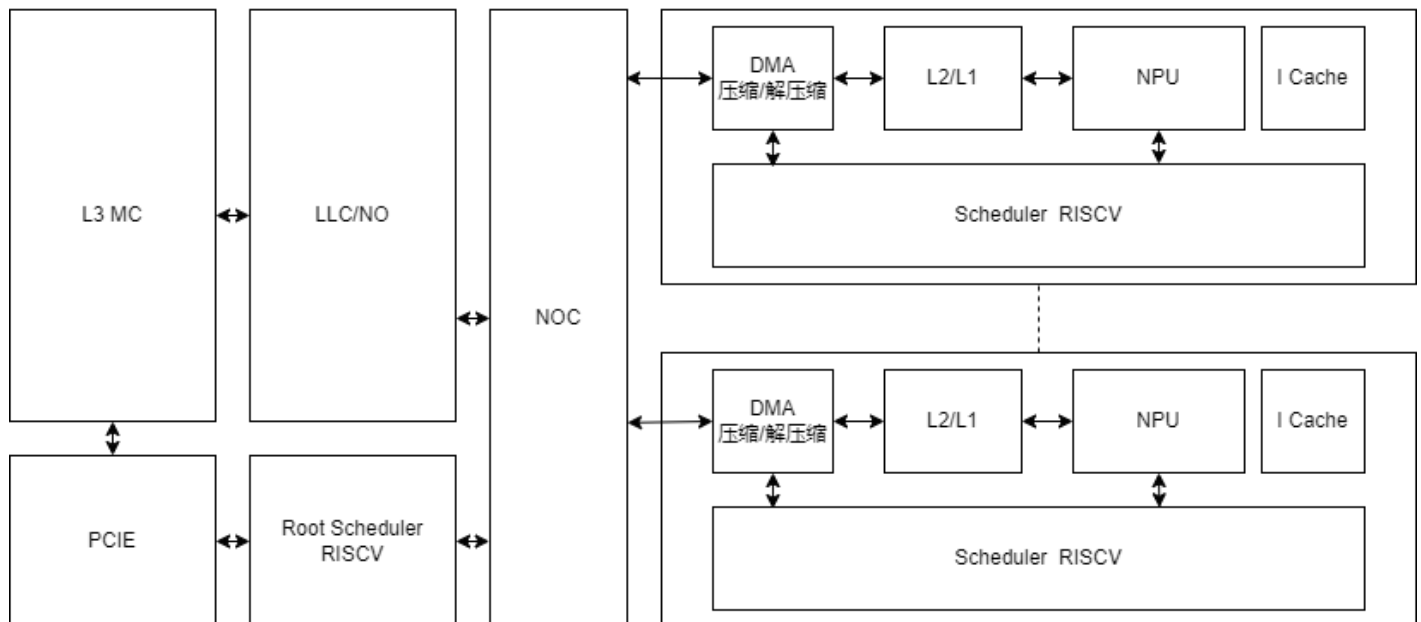 L3 MC
LLC/NO
NOC
PCIE
Root Scheduler
RISCV
DMA
压缩/解压缩
L2/L1
NPU
I Cache
Scheduler RISCV
DMA
压缩/解压缩
L2/L1
NPU
I Cache
Scheduler RISCV